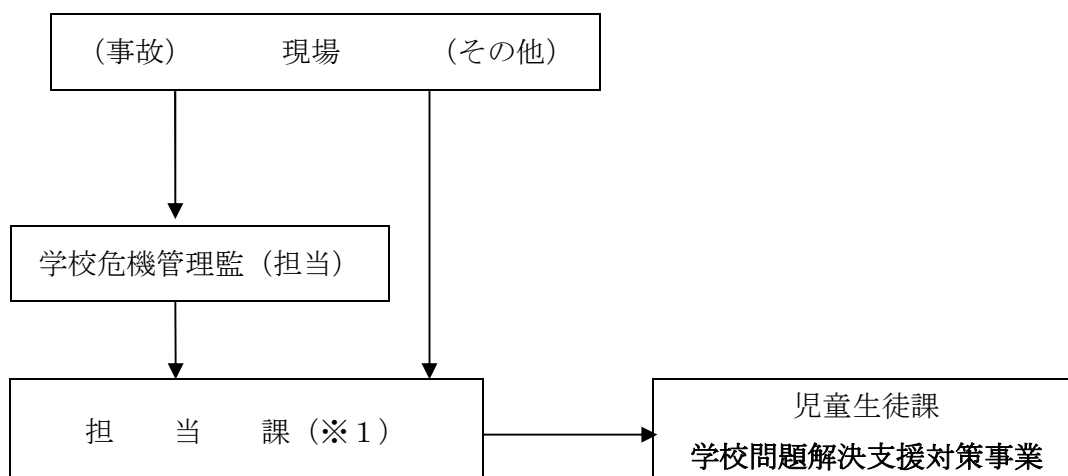 （事故）　現場　（その他）
学校危機管理監（担当）
担　当　課（※１）
児童生徒課
学校問題解決支援対策事業